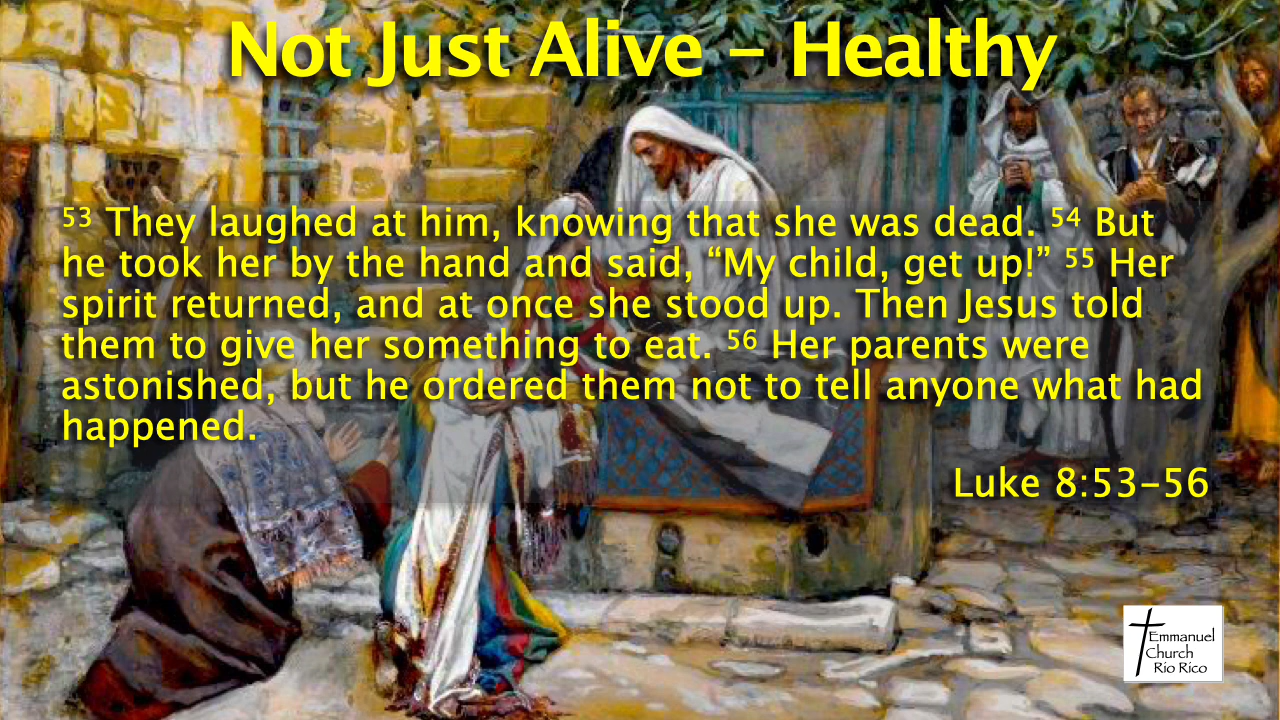 Not Just Alive – Healthy
53 They laughed at him, knowing that she was dead. 54 But
he took her by the hand and said, “My child, get up!” 55 Her
spirit returned, and at once she stood up. Then Jesus told
them to give her something to eat. 56 Her parents were
astonished, but he ordered them not to tell anyone what had
happened.
Luke 8:53–56
Emmanuel
Church
Rio Rico